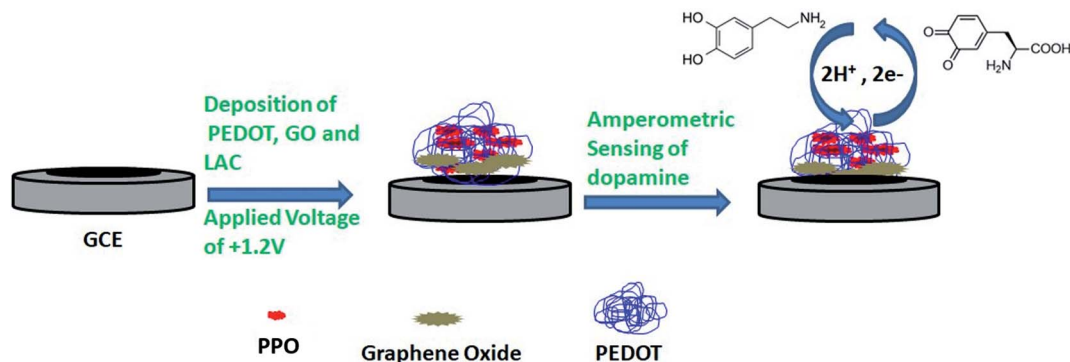 HO
HO
NH2
O
O
H2N
COOH
2H+ , 2e-
Deposition of
PEDOT, GO and
LAC
Applied Voltage
of +1.2V
Amperometric
Sensing of
dopamine
GCE
PPO
Graphene Oxide
PEDOT